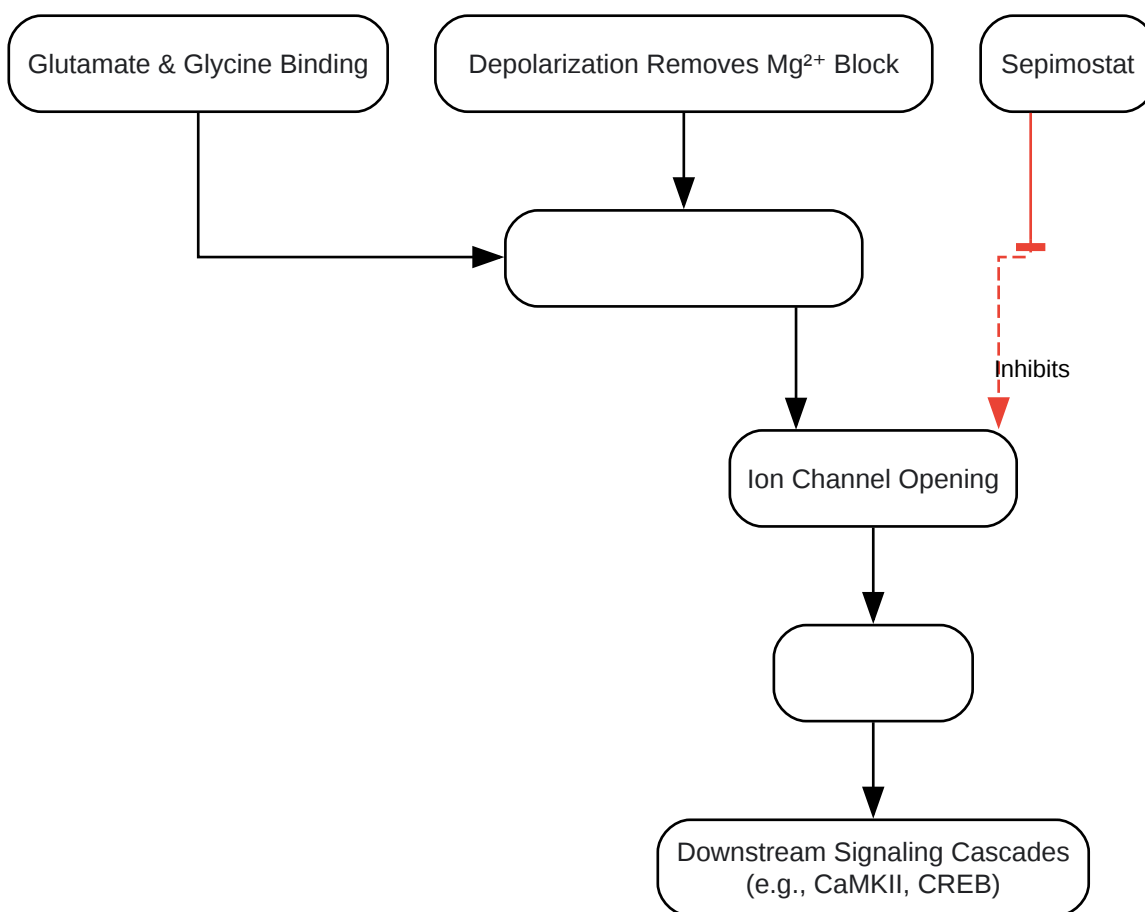 Glutamate & Glycine Binding
Depolarization Removes Mg²⁺ Block
Sepimostat
Inhibits
Ion Channel Opening
Downstream Signaling Cascades
(e.g., CaMKII, CREB)